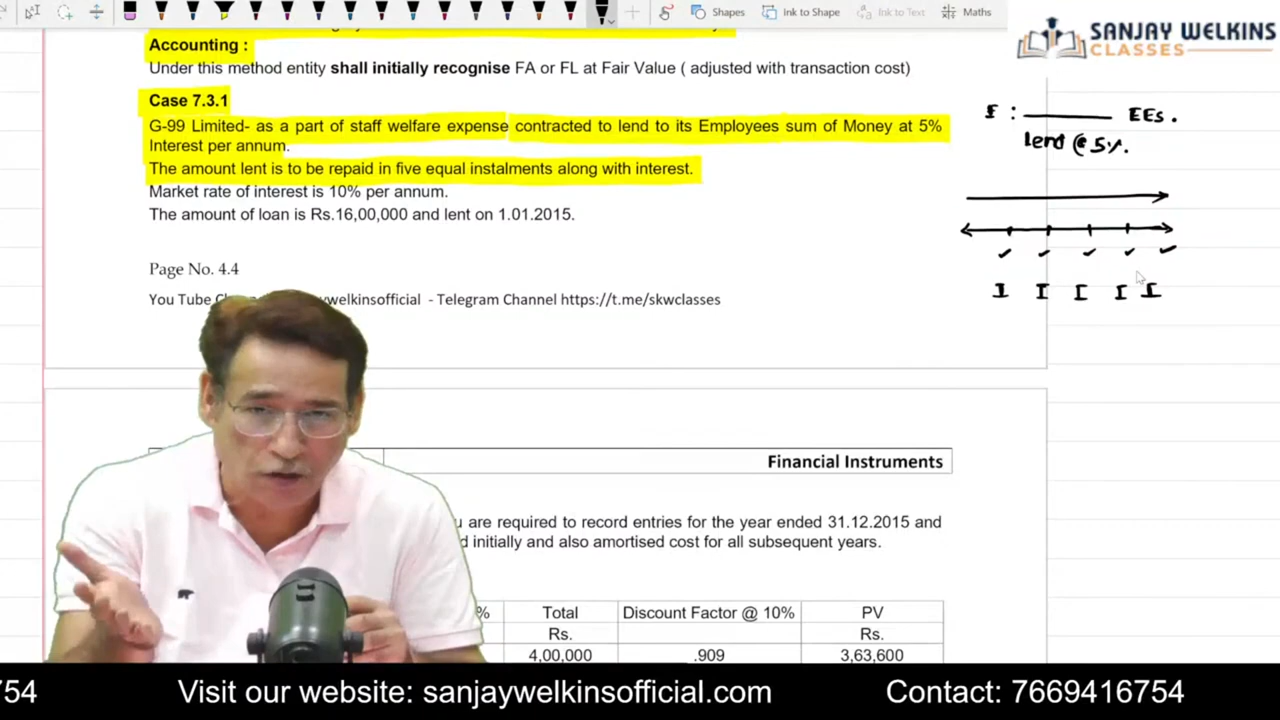 Shapes Ink to Shape Ink to Text Maths
SANJAY WELKINS
CLASSES
Accounting :
Under this method entity shall initially recognise FA or FL at Fair Value ( adjusted with transaction cost)
Case 7.3.1
G-99 Limited- as a part of staff welfare expense contracted to lend to its Employees sum of Money at 5%
Interest per annum.
The amount lent is to be repaid in five equal instalments along with interest.
Market rate of interest is 10% per annum.
The amount of loan is Rs.16,00,000 and lent on 1.01.2015.
I : EEs .
lend @ 5%.
I I I I I
Page No. 4.4
You Tube welkinsofficial - Telegram Channel https://t.me/skwclasses
Financial Instruments
are required to record entries for the year ended 31.12.2015 and
initially and also amortised cost for all subsequent years.
% Total Discount Factor @ 10% PV
Rs. Rs.
4,00,000 .909 3,63,600
754 Visit our website: sanjaywelkinsofficial.com Contact: 7669416754